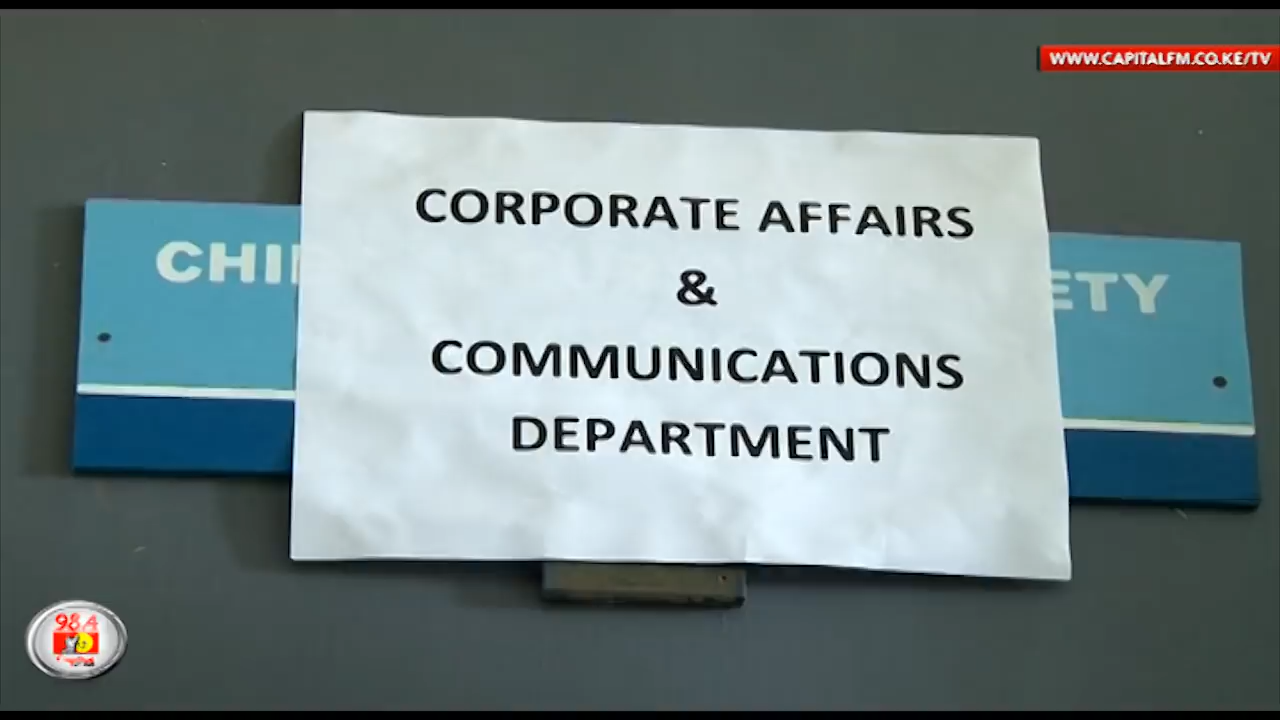 WWW.CAPITALFM.CO.KE/TV
CORPORATE AFFAIRS
&
COMMUNICATIONS
DEPARTMENT
CHI
ETY
98.4